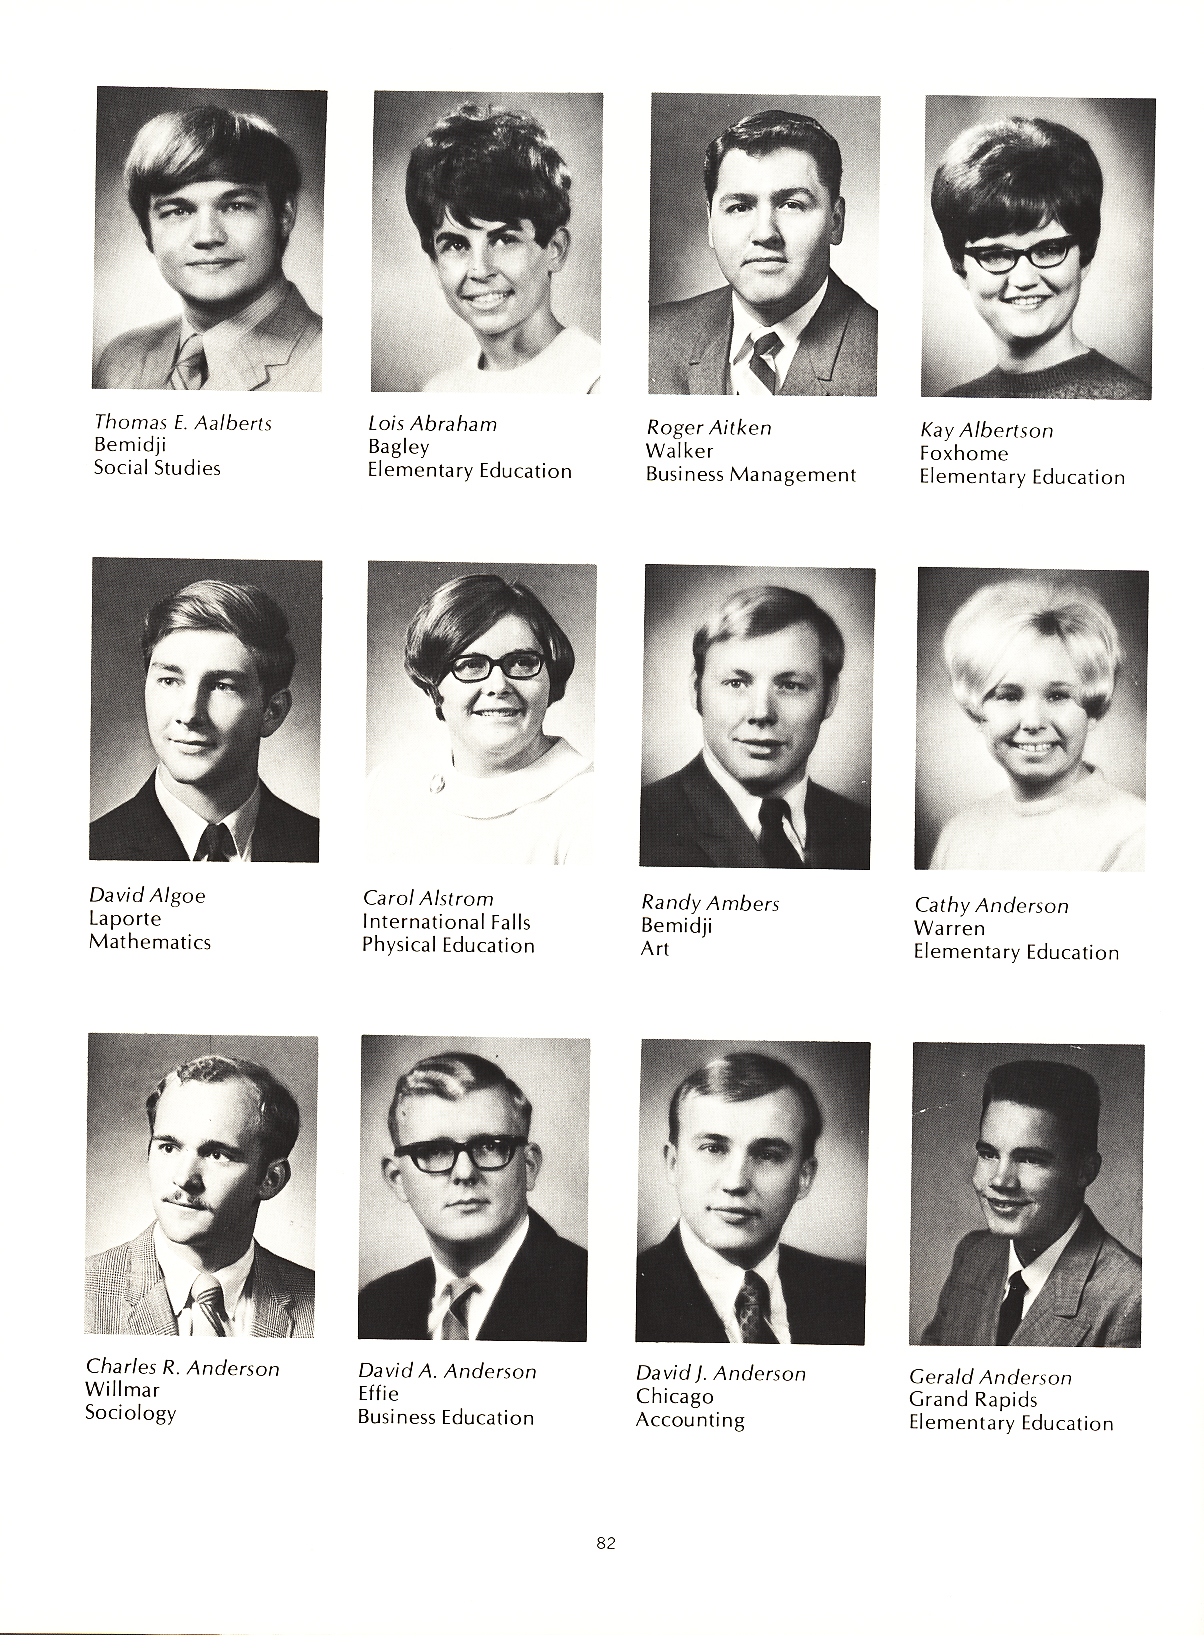 Thomas E. Aalberts
Bemidji
Social Studies
Lois Abraham
Bagley
Elementary Education
Roger Aitken
Walker
Business Management
Kay Albertson
Foxhome
Elementary Education
David Algoe
Laporte
Mathematics
Carol Alstrom
International Falls
Physical Education
Randy Ambers
Bemidji
Art
Cathy Anderson
Warren
Elementary Education
Charles R. Anderson
Willmar
Sociology
David A. Anderson
Effie
Business Education
David J. Anderson
Chicago
Accounting
Gerald Anderson
Grand Rapids
Elementary Education
82